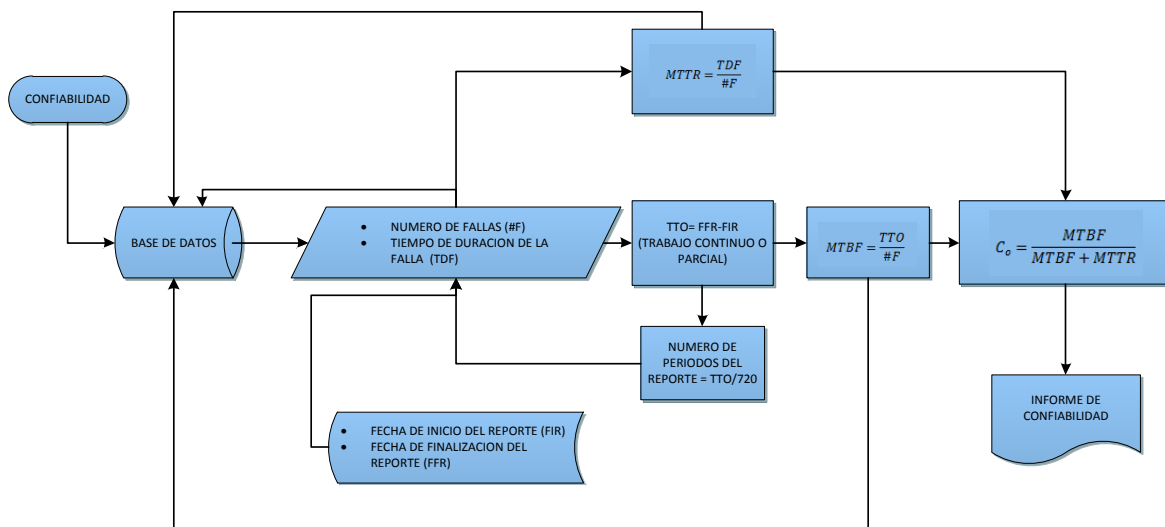 CONFIABILIDAD
BASE DE DATOS
• NUMERO DE FALLAS (#F)
• TIEMPO DE DURACION DE LA
FALLA (TDF)
MTTR = TDF / #F
TTO= FFR-FIR
(TRABAJO CONTINUO O
PARCIAL)
MTBF = TTO / #F
C_o = MTBF / MTBF + MTTR
NUMERO DE
PERIODOS DEL
REPORTE = TTO/720
• FECHA DE INICIO DEL REPORTE (FIR)
• FECHA DE FINALIZACION DEL
REPORTE (FFR)
INFORME DE
CONFIABILIDAD